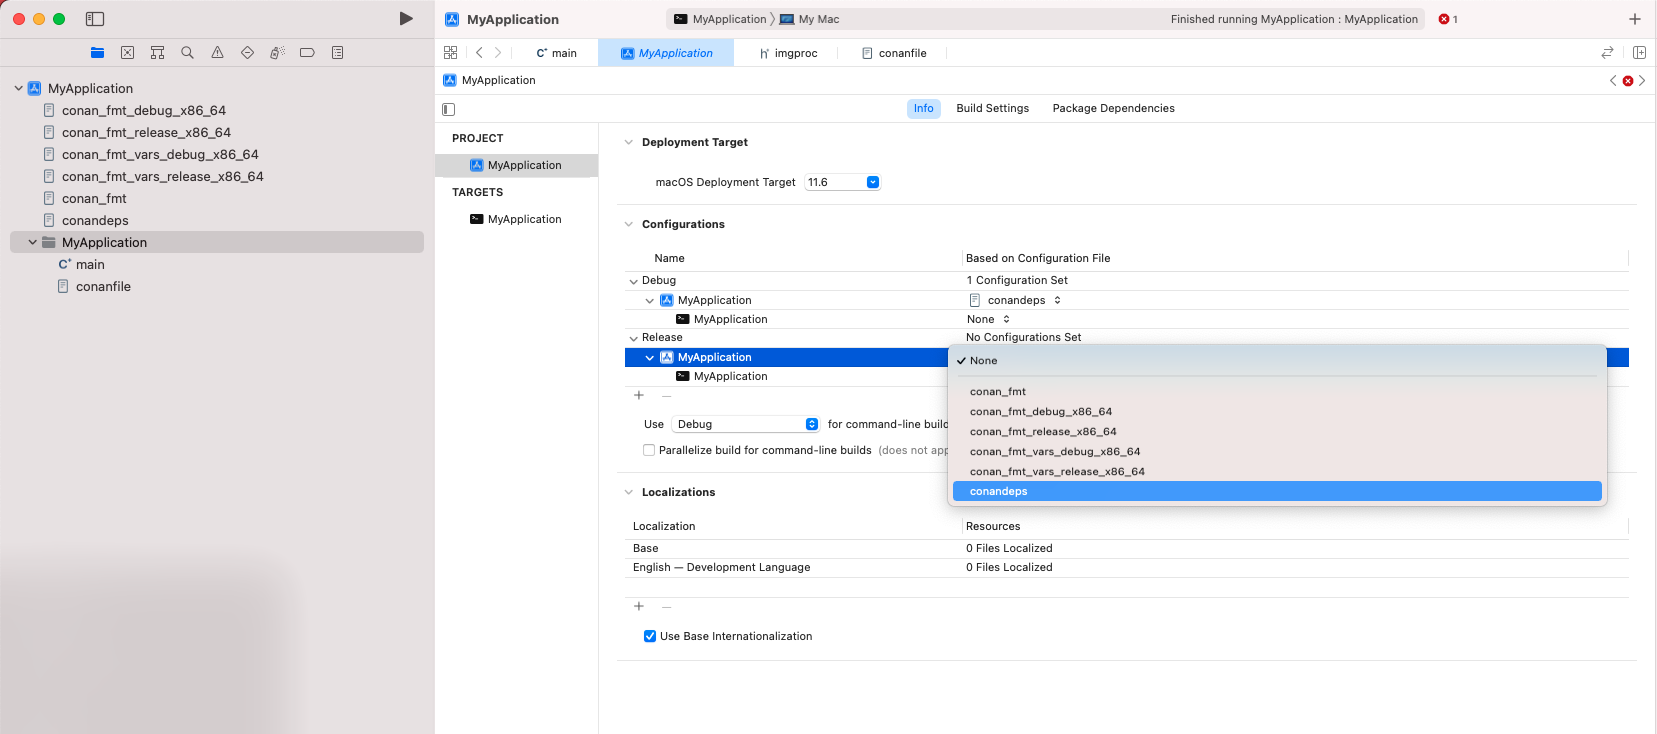 MyApplication
MyApplication
My Mac
Finished running MyApplication : MyApplication
1
C+ main
MyApplication
h imgproc
conanfile
MyApplication
MyApplication
conan_fmt_debug_x86_64
conan_fmt_release_x86_64
conan_fmt_vars_debug_x86_64
conan_fmt_vars_release_x86_64
conan_fmt
conandeps
MyApplication
C+ main
conanfile
Info
Build Settings
Package Dependencies
PROJECT
MyApplication
TARGETS
MyApplication
Deployment Target
macOS Deployment Target 11.6
Configurations
Name Based on Configuration File
Debug 1 Configuration Set
MyApplication conandeps
MyApplication None
Release No Configurations Set
MyApplication
MyApplication
None
conan_fmt
conan_fmt_debug_x86_64
conan_fmt_release_x86_64
conan_fmt_vars_debug_x86_64
conan_fmt_vars_release_x86_64
conandeps
Use Debug for command-line build
Parallelize build for command-line builds (does not app
Localizations
Localization Resources
Base 0 Files Localized
English — Development Language 0 Files Localized
Use Base Internationalization